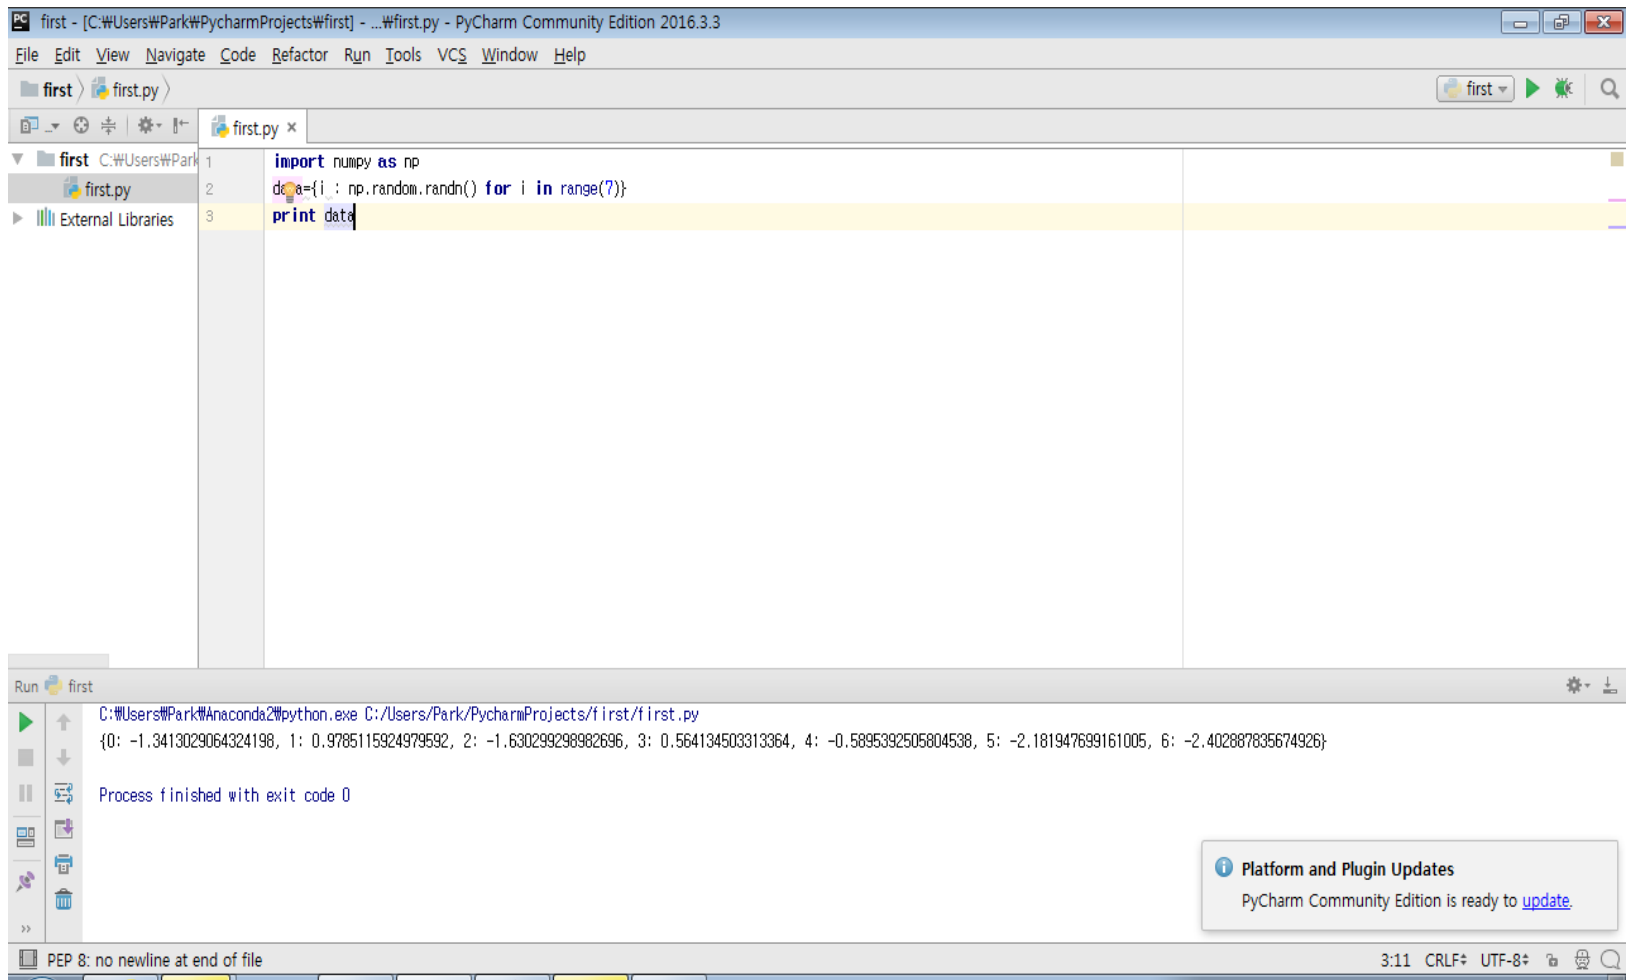 first - [C:₩Users₩Park₩PycharmProjects₩first] - ...₩first.py - PyCharm Community Edition 2016.3.3
File Edit View Navigate Code Refactor Run Tools VCS Window Help
first first.py first
first.py
first C:₩Users₩Park
first.py
External Libraries
1 import numpy as np
2 data={i : np.random.randn() for i in range(7)}
3 print data
Run first
C:₩Users₩Park₩Anaconda2₩python.exe C:/Users/Park/PycharmProjects/first/first.py
{0: -1.3413029064324198, 1: 0.9785115924979592, 2: -1.630299298982696, 3: 0.564134503313364, 4: -0.5895392505804538, 5: -2.181947699161005, 6: -2.402887835674926}
Process finished with exit code 0
Platform and Plugin Updates
PyCharm Community Edition is ready to update.
PEP 8: no newline at end of file 3:11 CRLF UTF-8